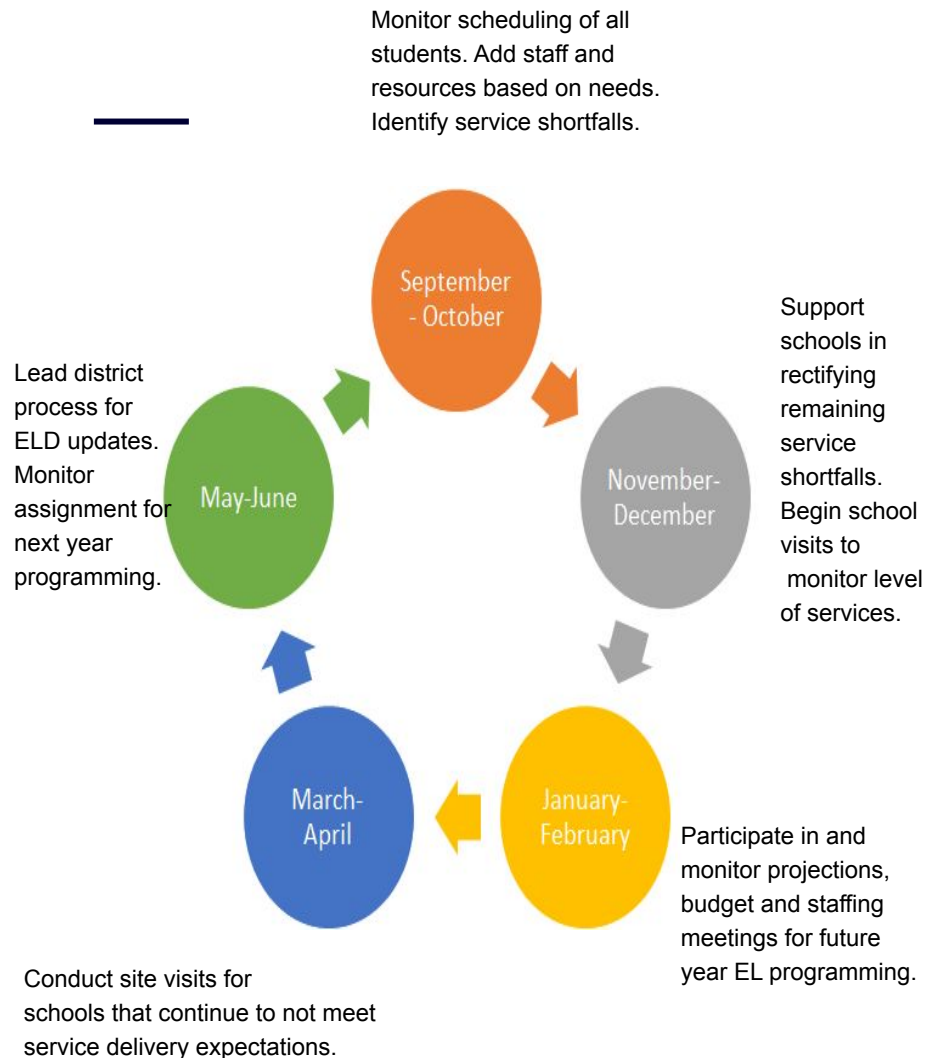 Monitor scheduling of all
students. Add staff and
resources based on needs.
Identify service shortfalls.
September
- October
Support
schools in
rectifying
remaining
service
shortfalls.
Begin school
visits to
monitor level
of services.
November-
December
Participate in and
monitor projections,
budget and staffing
meetings for future
year EL programming.
January-
February
March-
April
Conduct site visits for
schools that continue to not meet
service delivery expectations.
Lead district
process for
ELD updates.
Monitor
assignment for
next year
programming.
May-June